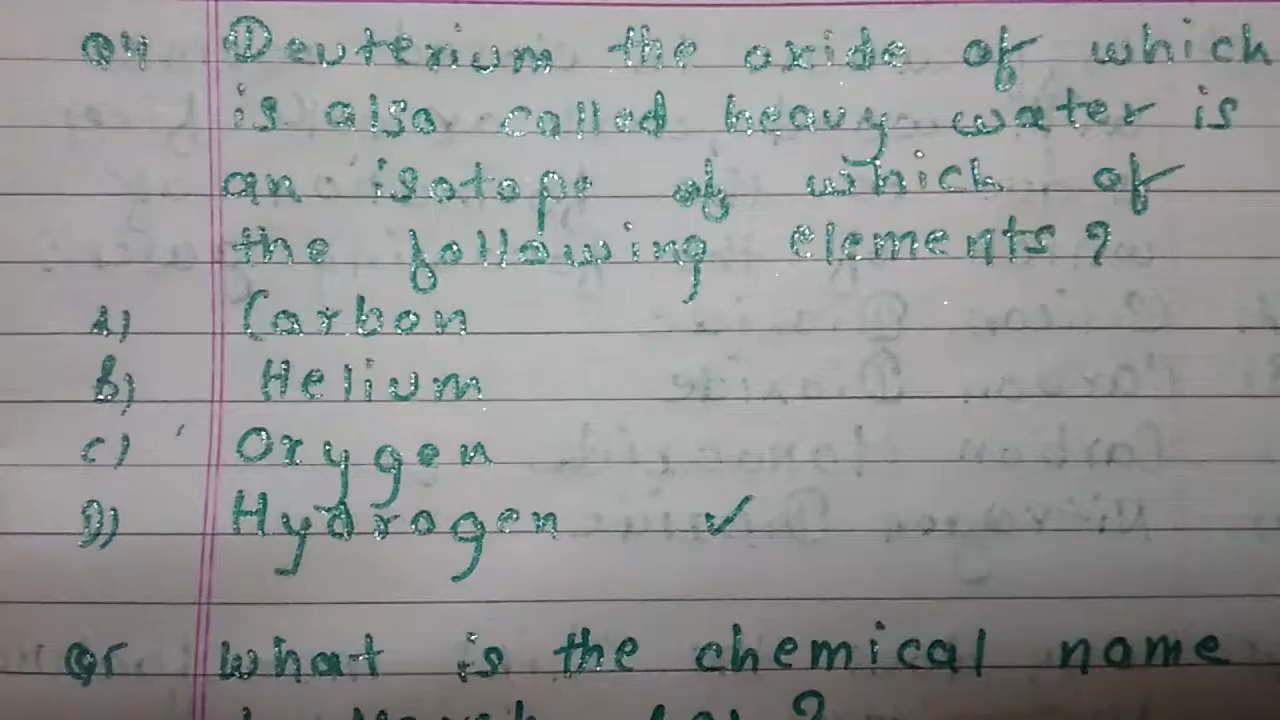 Q4 Deuterium the oxide of which
is also called heavy water is
an isotope of which of
the following elements?
A) Carbon
B) Helium
C) Oxygen
D) Hydrogen ✓
What is the chemical name
?